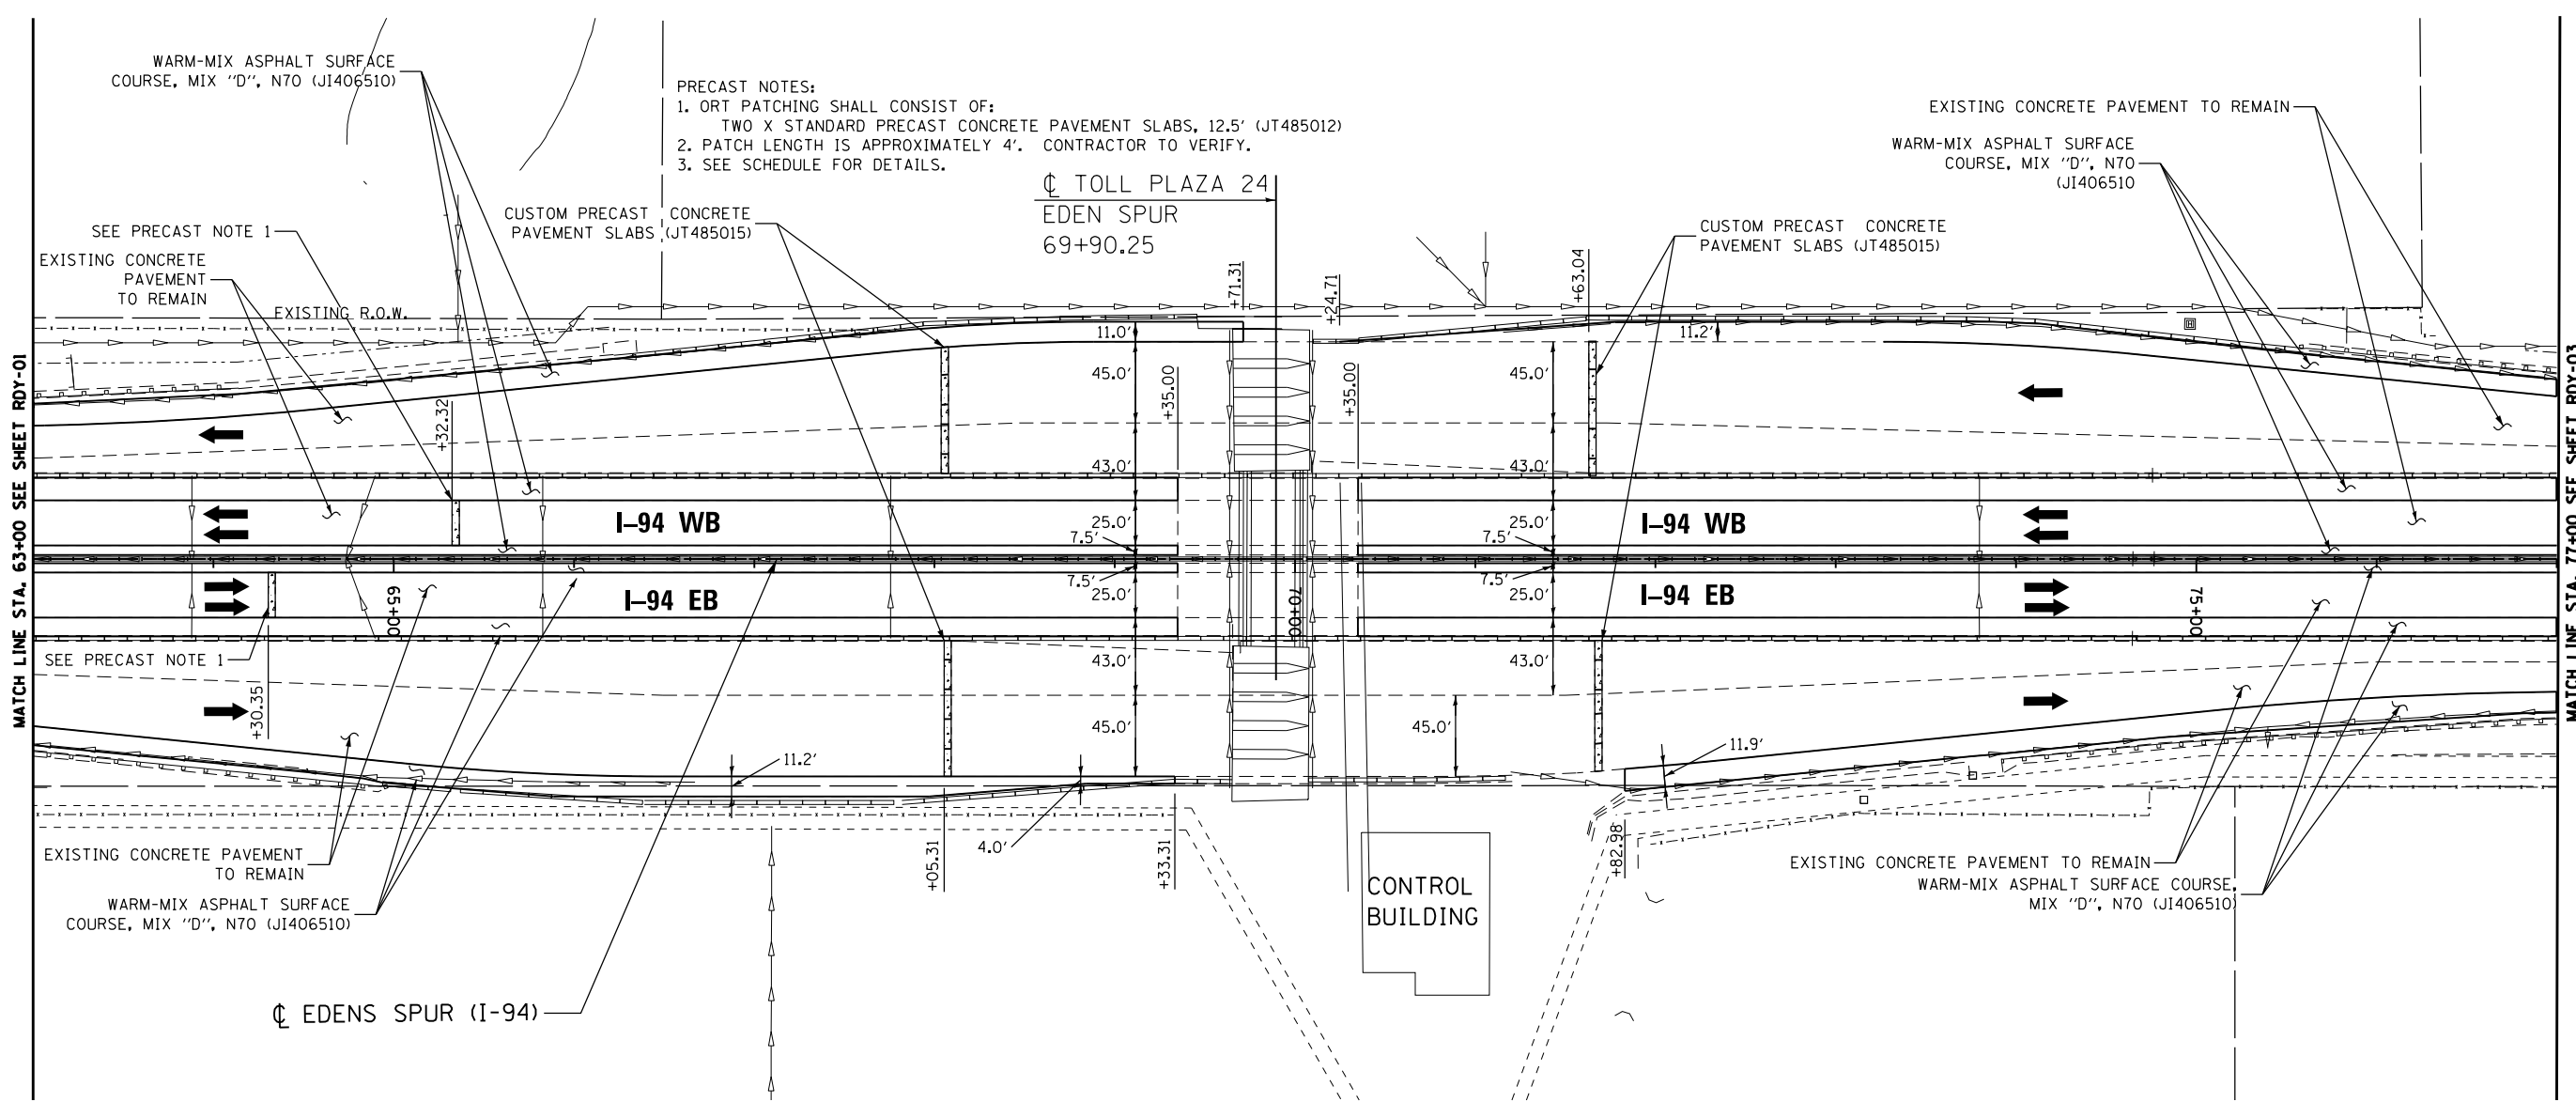 WARM-MIX ASPHALT SURFACE
COURSE, MIX "D", N70 (JI406510)
PRECAST NOTES:
1. ORT PATCHING SHALL CONSIST OF:
TWO X STANDARD PRECAST CONCRETE PAVEMENT SLABS, 12.5' (JT485012)
2. PATCH LENGTH IS APPROXIMATELY 4'. CONTRACTOR TO VERIFY.
3. SEE SCHEDULE FOR DETAILS.
EXISTING CONCRETE PAVEMENT TO REMAIN
WARM-MIX ASPHALT SURFACE
COURSE, MIX "D", N70
(JI406510
℄ TOLL PLAZA 24
EDEN SPUR
69+90.25
CUSTOM PRECAST CONCRETE
PAVEMENT SLABS (JT485015)
CUSTOM PRECAST CONCRETE
PAVEMENT SLABS (JT485015)
SEE PRECAST NOTE 1
EXISTING CONCRETE
PAVEMENT
TO REMAIN
EXISTING R.O.W.
+71.31
+24.71
+63.04
11.0'
11.2'
45.0'
45.0'
+35.00
+35.00
+32.32
43.0'
43.0'
MATCH LINE STA. 63+00 SEE SHEET RDY-01
MATCH LINE STA. 77+00 SEE SHEET RDY-03
I-94 WB
25.0'
7.5'
25.0'
7.5'
I-94 WB
65+00
I-94 EB
7.5'
25.0'
70+00
7.5'
25.0'
I-94 EB
75+00
SEE PRECAST NOTE 1
43.0'
43.0'
+30.35
45.0'
45.0'
11.2'
11.9'
4.0'
+05.31
+33.31
+82.98
EXISTING CONCRETE PAVEMENT
TO REMAIN
WARM-MIX ASPHALT SURFACE
COURSE, MIX "D", N70 (JI406510)
CONTROL
BUILDING
EXISTING CONCRETE PAVEMENT TO REMAIN
WARM-MIX ASPHALT SURFACE COURSE,
MIX "D", N70 (JI406510)
℄ EDENS SPUR (I-94)